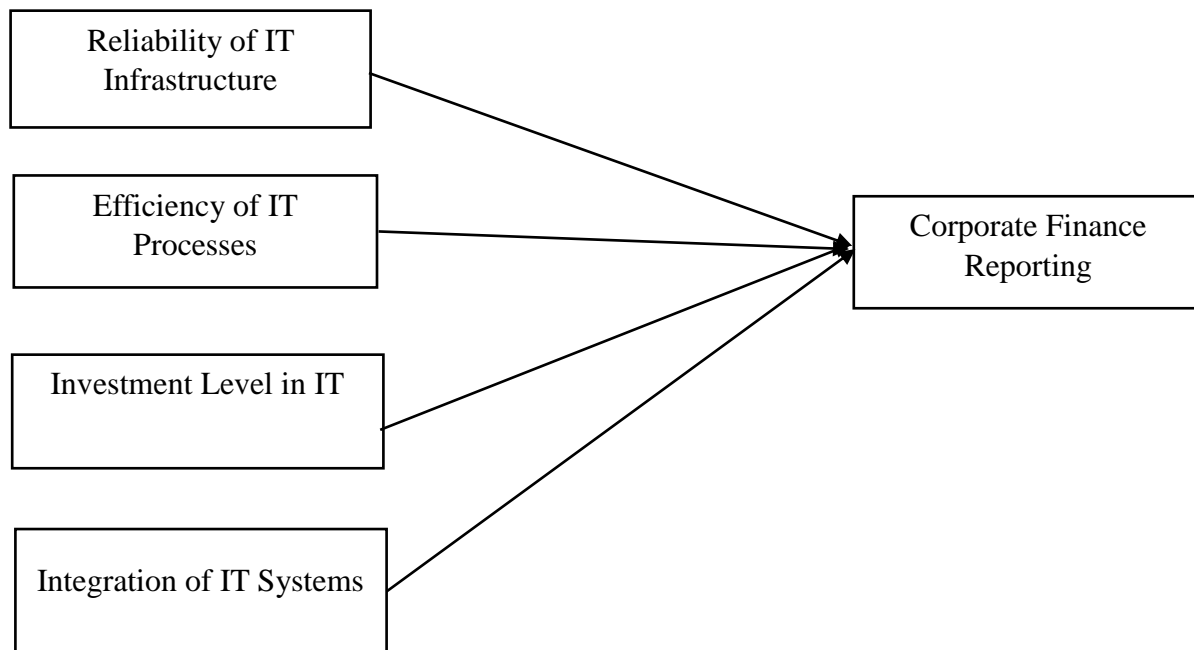 Reliability of IT
Infrastructure
Efficiency of IT
Processes
Corporate Finance
Reporting
Investment Level in IT
Integration of IT Systems